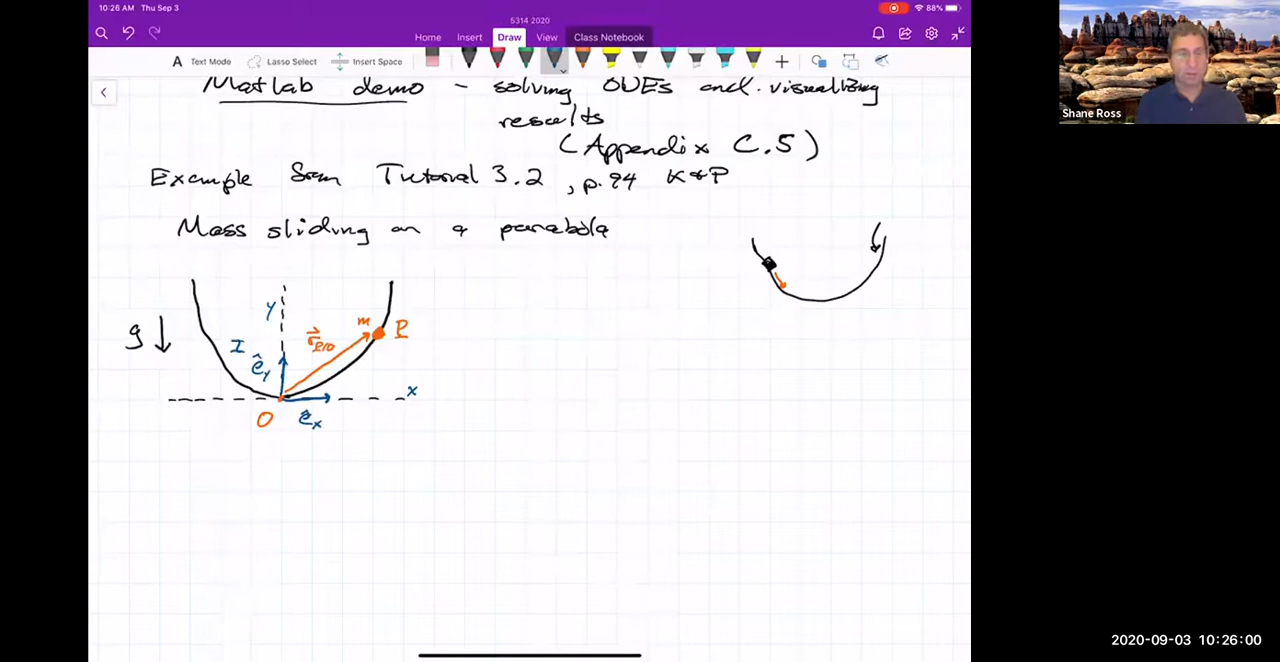 10:26 AM Thu Sep 3
88%
5314 2020
Home Insert Draw View Class Notebook
Text Mode Lasso Select Insert Space
Shane Ross
Matlab demo - solving ODEs and visualizing
results
(Appendix C.5)
Example from Tutorial 3.2, p.94 K&P
Mass sliding on a parabola
g
y
I
m
P
r P/O
ê y
x
O
ê x
2020-09-03 10:26:00